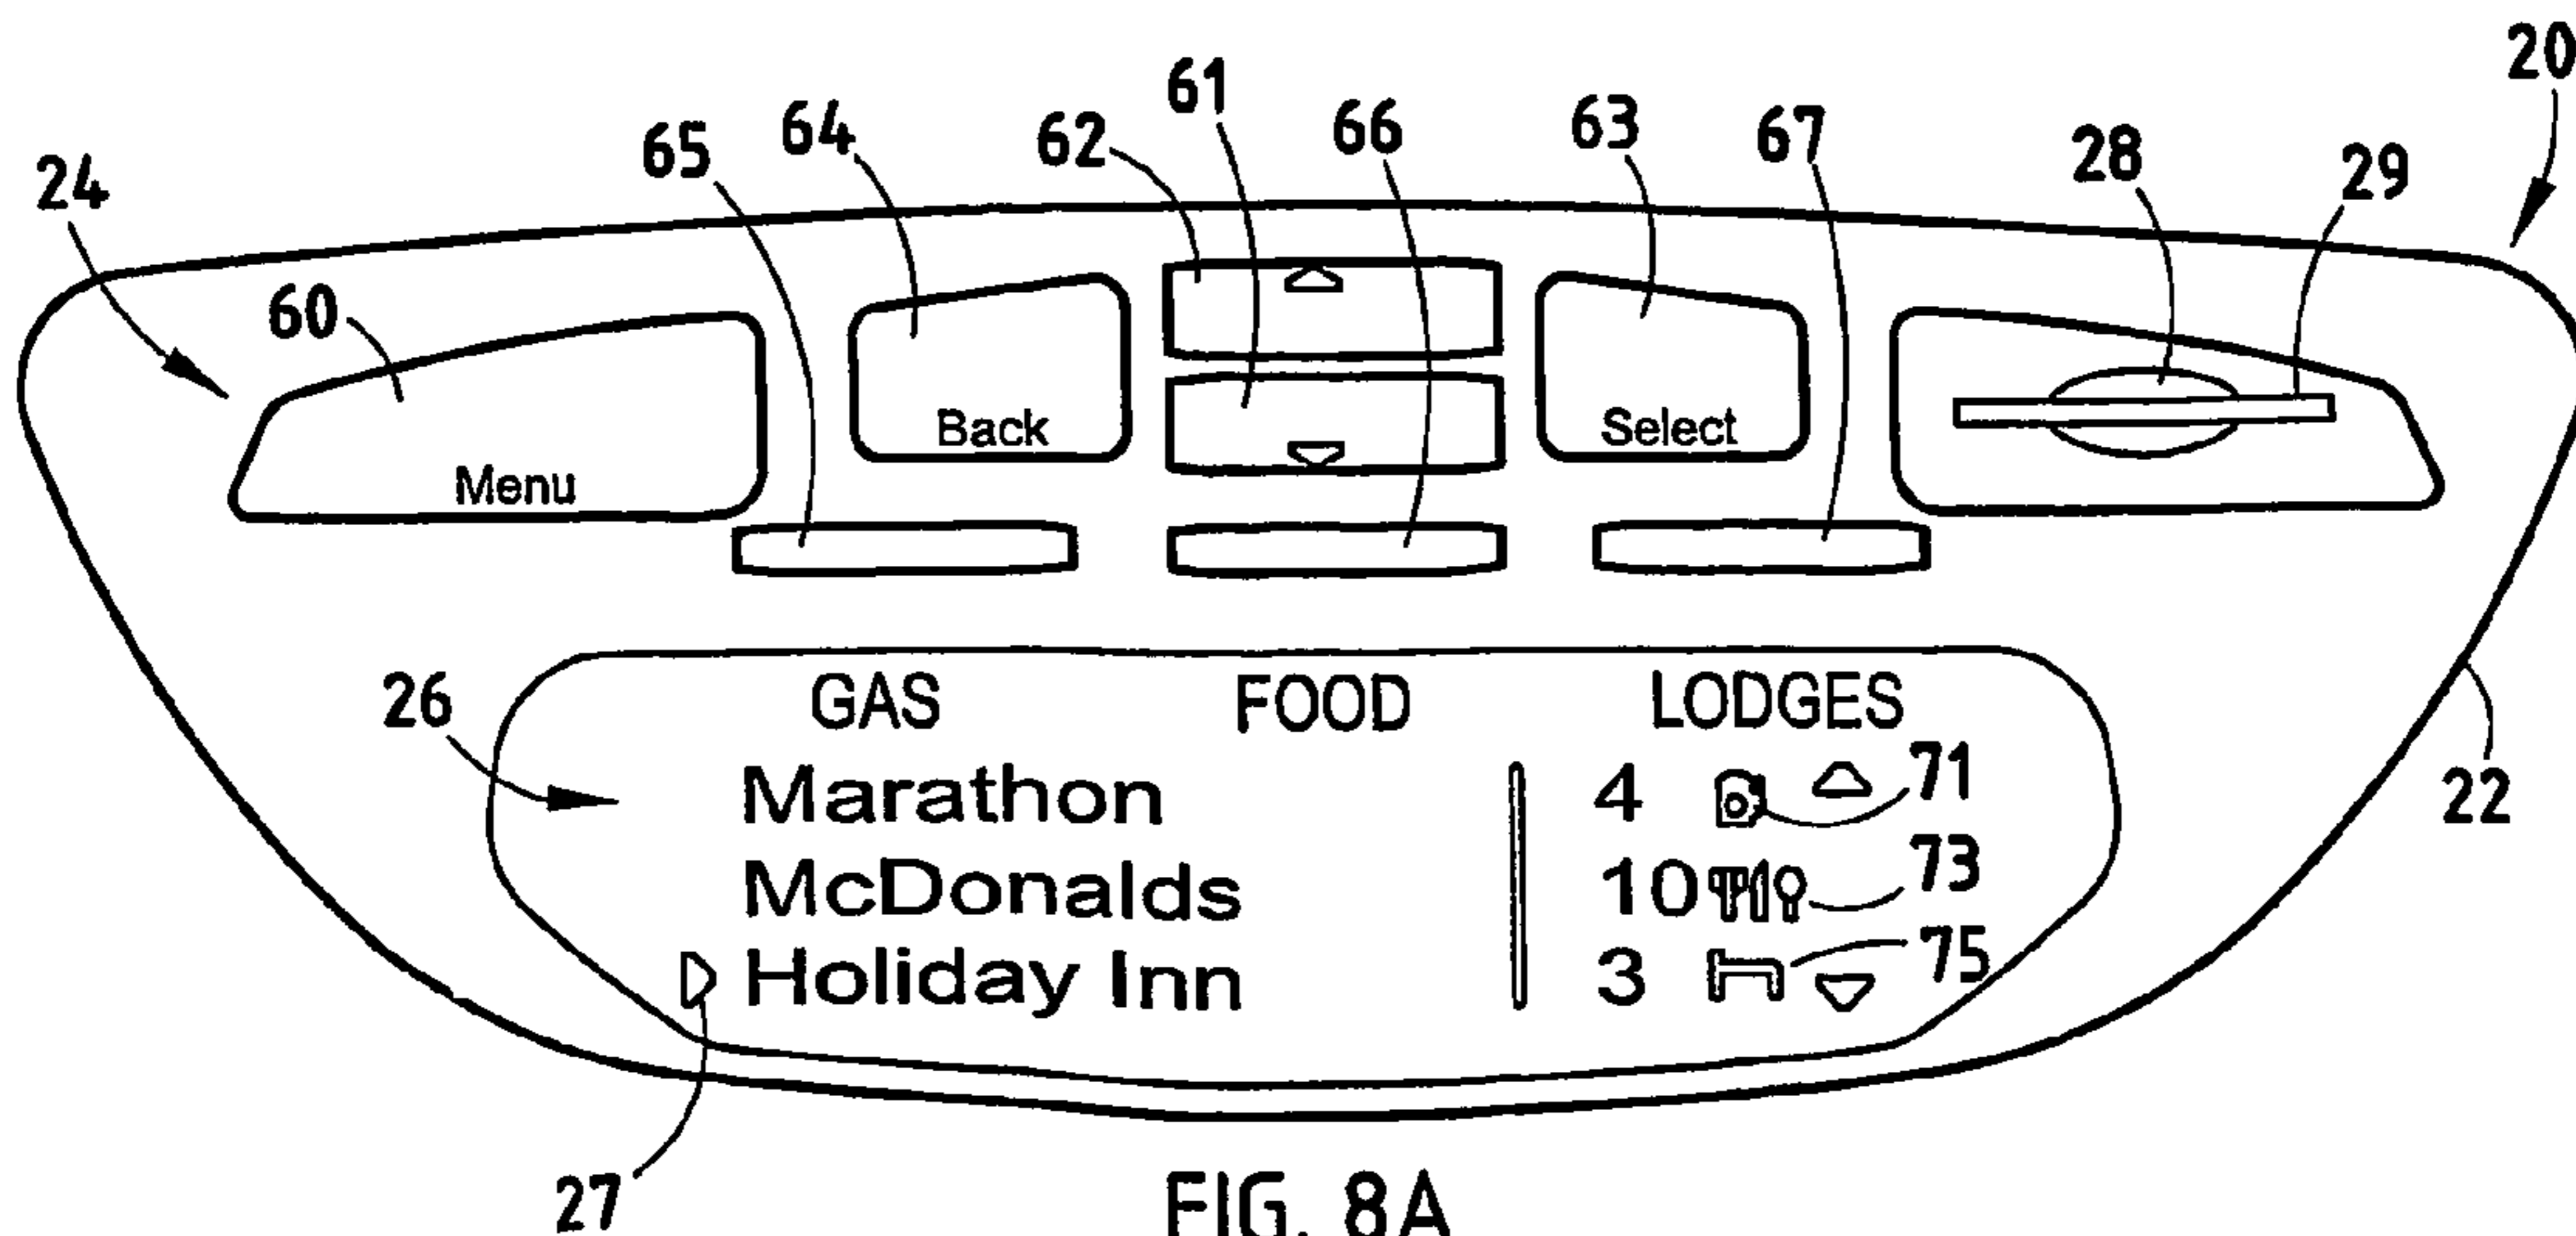 20
61
65 64 62 66 63 67 28 29
24
60
Back Select
Menu
26 GAS FOOD LODGES
Marathon 4 71
22
McDonalds 10 73
Holiday Inn 3 75
27
FIG. 8A